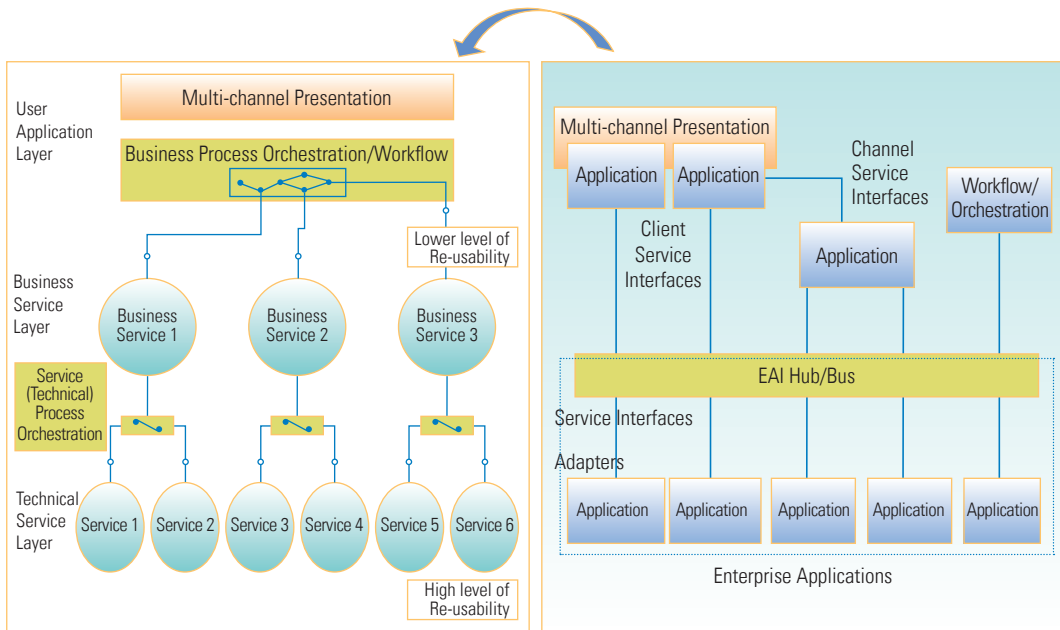 User
Application
Layer
Multi-channel Presentation
Business Process Orchestration/Workflow
Lower level of
Re-usability
Business
Service
Layer
Business
Service 1
Business
Service 2
Business
Service 3
Service
(Technical)
Process
Orchestration
Technical
Service
Layer
Service 1
Service 2
Service 3
Service 4
Service 5
Service 6
High level of
Re-usability
Multi-channel Presentation
Application
Application
Channel
Service
Interfaces
Workflow/
Orchestration
Client
Service
Interfaces
Application
EAI Hub/Bus
Service Interfaces
Adapters
Application
Application
Application
Application
Application
Enterprise Applications